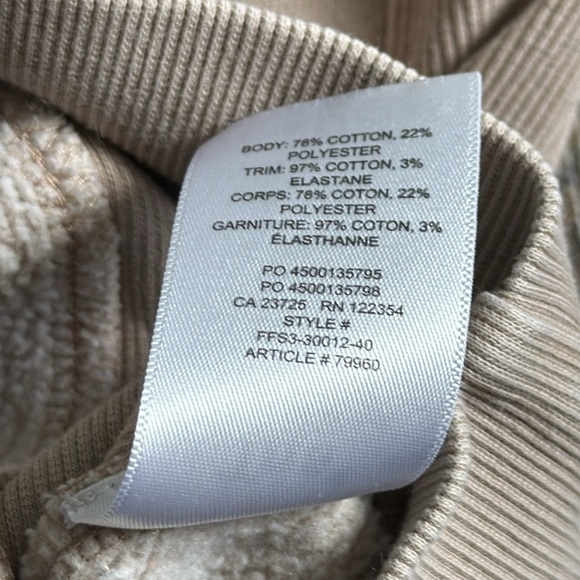 BODY: 78% COTTON, 22%
POLYESTER
TRIM: 97% COTTON, 3%
ELASTANE
CORPS: 78% COTON, 22%
POLYESTER
GARNITURE: 97% COTON, 3%
ÉLASTHANNE
PO 4500135795
PO 4500135798
CA 23725 RN 122354
STYLE #
FFS3-30012-40
ARTICLE # 79960